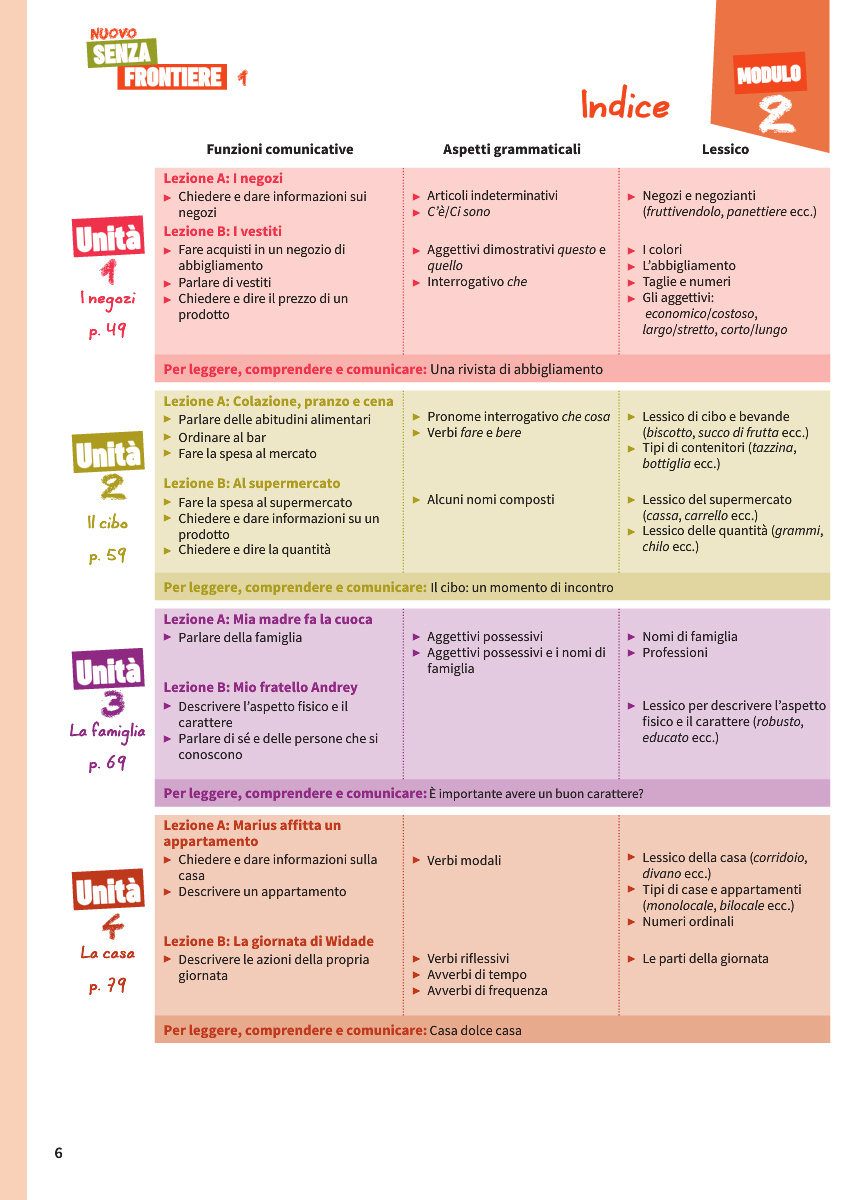 NUOVO
SENZA
FRONTIERE 1
Indice
MODULO
2
Funzioni comunicative
Aspetti grammaticali
Lessico
Unità
1
I negozi
p. 49
Lezione A: I negozi
► Chiedere e dare informazioni sui
negozi
► Articoli indeterminativi
► C'è/Ci sono
► Negozi e negozianti
(fruttivendolo, panettiere ecc.)
Lezione B: I vestiti
► Fare acquisti in un negozio di
abbigliamento
► Parlare di vestiti
► Chiedere e dire il prezzo di un
prodotto
► Aggettivi dimostrativi questo e
quello
► Interrogativo che
► I colori
► L'abbigliamento
► Taglie e numeri
► Gli aggettivi:
economico/costoso,
largo/stretto, corto/lungo
Per leggere, comprendere e comunicare: Una rivista di abbigliamento
Unità
2
Il cibo
p. 59
Lezione A: Colazione, pranzo e cena
► Parlare delle abitudini alimentari
► Ordinare al bar
► Fare la spesa al mercato
► Pronome interrogativo che cosa
► Verbi fare e bere
► Lessico di cibo e bevande
(biscotto, succo di frutta ecc.)
► Tipi di contenitori (tazzina,
bottiglia ecc.)
Lezione B: Al supermercato
► Fare la spesa al supermercato
► Chiedere e dare informazioni su un
prodotto
► Chiedere e dire la quantità
► Alcuni nomi composti
► Lessico del supermercato
(cassa, carrello ecc.)
► Lessico delle quantità (grammi,
chilo ecc.)
Per leggere, comprendere e comunicare: Il cibo: un momento di incontro
Unità
3
La famiglia
p. 69
Lezione A: Mia madre fa la cuoca
► Parlare della famiglia
► Aggettivi possessivi
► Aggettivi possessivi e i nomi di
famiglia
► Nomi di famiglia
► Professioni
Lezione B: Mio fratello Andrey
► Descrivere l'aspetto fisico e il
carattere
► Parlare di sé e delle persone che si
conoscono
► Lessico per descrivere l'aspetto
fisico e il carattere (robusto,
educato ecc.)
Per leggere, comprendere e comunicare: È importante avere un buon carattere?
Unità
4
La casa
p. 79
Lezione A: Marius affitta un
appartamento
► Chiedere e dare informazioni sulla
casa
► Descrivere un appartamento
► Verbi modali
► Lessico della casa (corridoio,
divano ecc.)
► Tipi di case e appartamenti
(monolocale, bilocale ecc.)
► Numeri ordinali
Lezione B: La giornata di Widade
► Descrivere le azioni della propria
giornata
► Verbi riflessivi
► Avverbi di tempo
► Avverbi di frequenza
► Le parti della giornata
Per leggere, comprendere e comunicare: Casa dolce casa
6